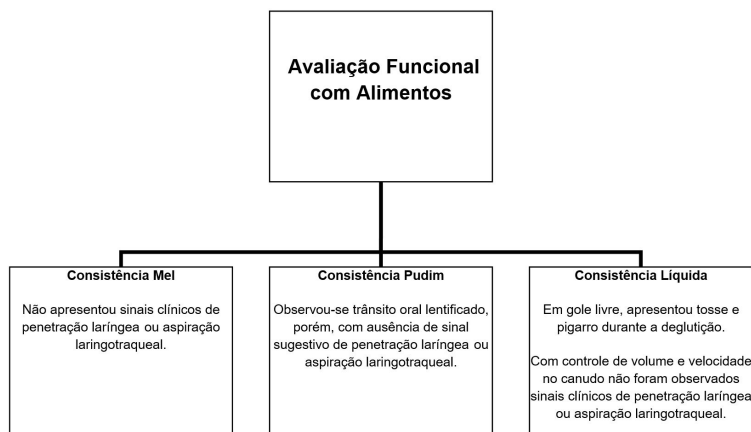 Avaliação Funcional
com Alimentos
Consistência Mel
Não apresentou sinais clínicos de
penetração laríngea ou aspiração
laringotraqueal.
Consistência Pudim
Observou-se trânsito oral lentificado,
porém, com ausência de sinal
sugestivo de penetração laríngea ou
aspiração laringotraqueal.
Consistência Líquida
Em gole livre, apresentou tosse e
pigarro durante a deglutição.
Com controle de volume e velocidade
no canudo não foram observados
sinais clínicos de penetração laríngea
ou aspiração laringotraqueal.